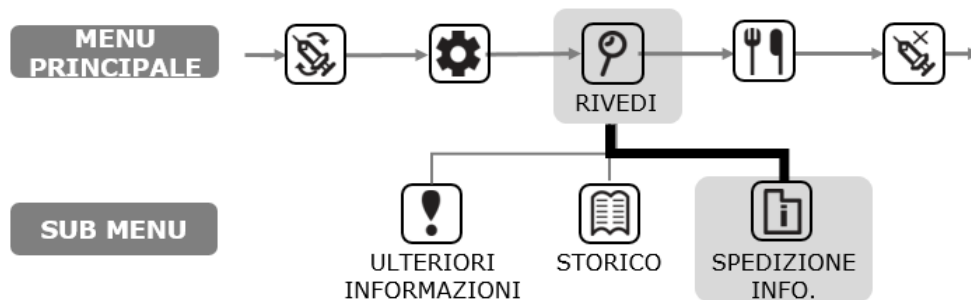 MENU
PRINCIPALE
RIVEDI
SUB MENU
ULTERIORI
INFORMAZIONI
STORICO
SPEDIZIONE
INFO.